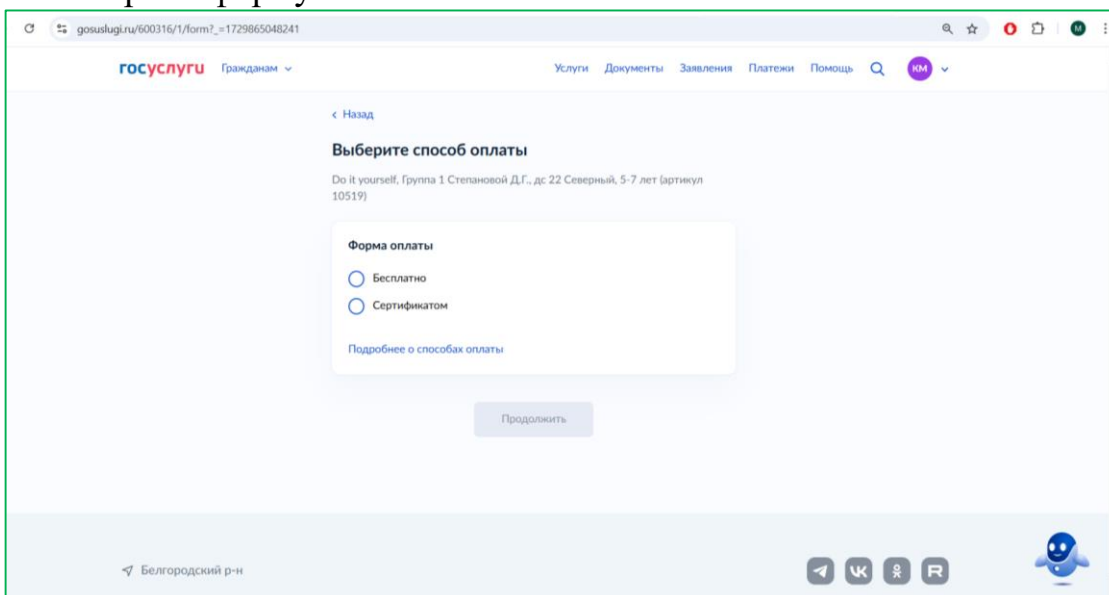 gosuslugi.ru/600316/1/form?_=1729865048241
М
госуслуги Гражданам Услуги Документы Заявления Платежи Помощь КМ
Назад
Выберите способ оплаты
Do it yourself, Группа 1 Степановой Д.Г., дс 22 Северный, 5-7 лет (артикул
10519)
Форма оплаты
Бесплатно
Сертификатом
Подробнее о способах оплаты
Продолжить
Белгородский р-н